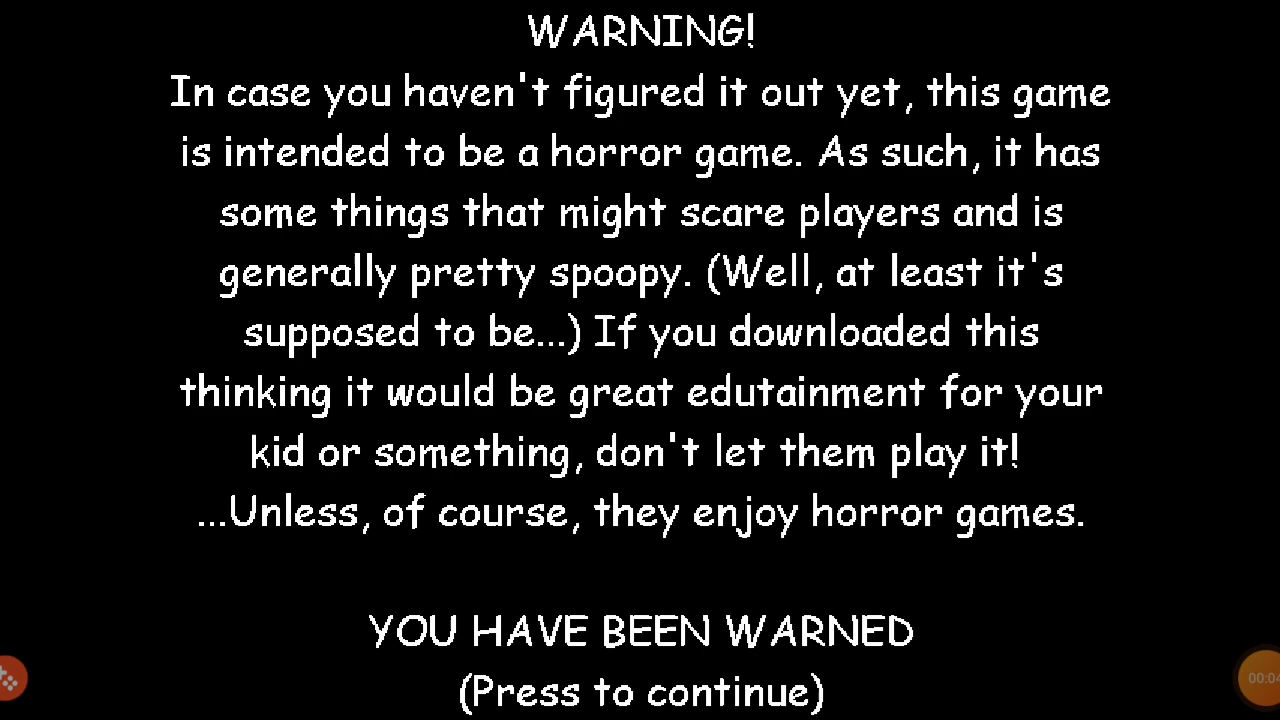 WARNING!
In case you haven't figured it out yet, this game
is intended to be a horror game. As such, it has
some things that might scare players and is
generally pretty spoopy. (Well, at least it's
supposed to be...) If you downloaded this
thinking it would be great edutainment for your
kid or something, don't let them play it!
...Unless, of course, they enjoy horror games.
YOU HAVE BEEN WARNED
(Press to continue)
00:04